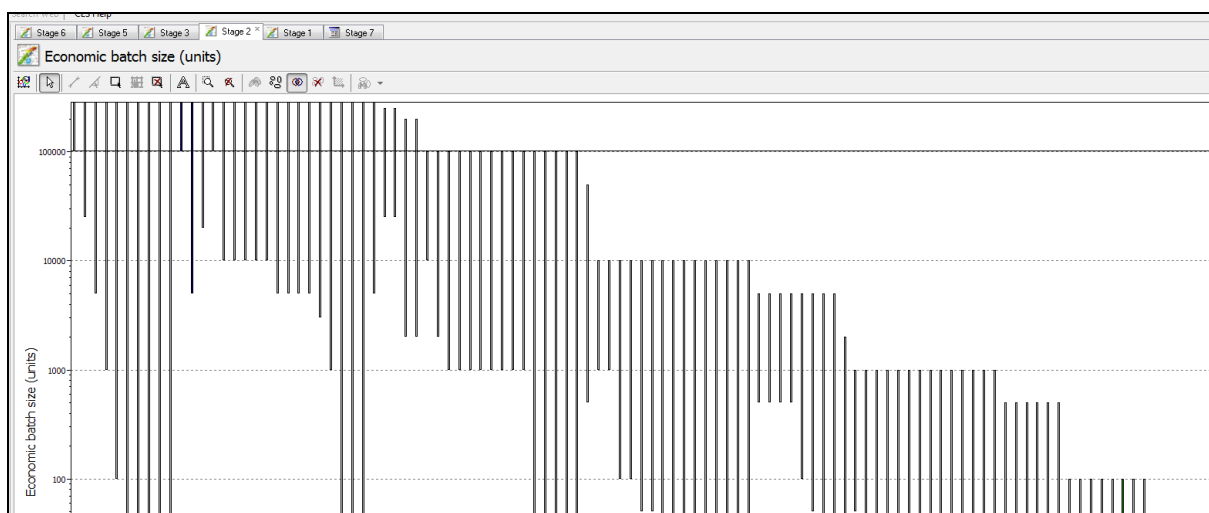 Search Web CES Help
Stage 6 Stage 5 Stage 3 Stage 2 Stage 1 Stage 7
Economic batch size (units)
100000
10000
1000
100
Economic batch size (units)